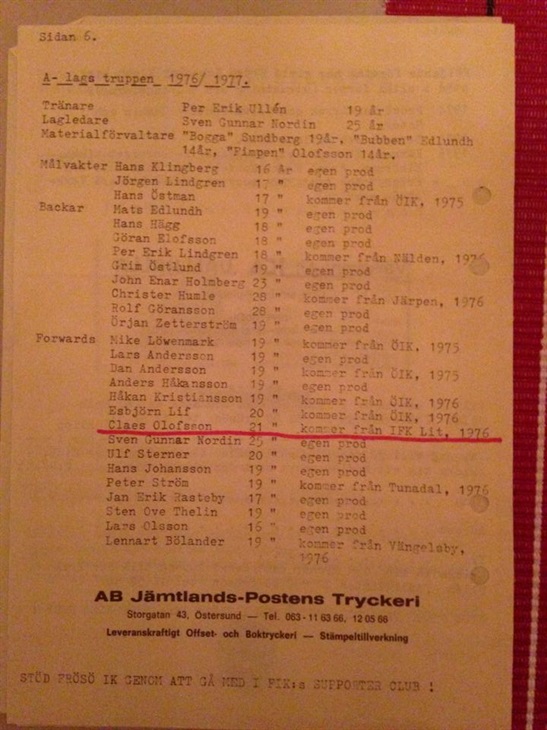 Sidan 6.
A- lags truppen 1976/ 1977.
Tränare Per Erik Ullén 19 år
Lagledare Sven Gunnar Nordin 25 år
Materialförvaltare "Bogga" Sundberg 19år, "Bubben" Edlundh
14år, "Pimpen" Olofsson 14år.
Målvakter Hans Klingberg 16 år egen prod
Jörgen Lindgren 17 " egen prod
Hans Östman 17 " kommer från ÖIK, 1975
Backar Mats Edlundh 19 " egen prod
Hans Hägg 18 " egen prod
Göran Elofsson 18 " egen prod
Per Erik Lindgren 18 " kommer från Nälden, 1976
Grim Östlund 19 " egen prod
John Enar Holmberg 23 " egen prod
Christer Humle 28 " kommer från Järpen, 1976
Rolf Göransson 28 " egen prod
Örjan Zetterström 19 " egen prod
Forwards Mike Löwenmark 19 " kommer från ÖIK, 1975
Lars Andersson 19 " egen prod
Dan Andersson 19 " kommer från ÖIK, 1975
Anders Håkansson 19 " egen prod
Håkan Kristiansson 19 " kommer från ÖIK, 1976
Esbjörn Lif 20 " kommer från ÖIK, 1976
Claes Olofsson 21 " kommer från IFK Lit, 1976
Sven Gunnar Nordin 25 " egen prod
Ulf Sterner 20 " egen prod
Hans Johansson 19 " egen prod
Peter Ström 19 " kommer från Tunadal, 1976
Jan Erik Rasteby 17 " egen prod
Sten Ove Thelin 19 " egen prod
Lars Olsson 16 " egen prod
Lennart Bölander 19 " kommer från Vängelsby,
1976
AB Jämtlands-Postens Tryckeri
Storgatan 43, Östersund — Tel. 063 - 11 63 66, 12 05 66
Leveranskraftigt Offset- och Boktryckeri — Stämpeltillverkning
STÖD FRÖSÖ IK GENOM ATT GÅ MED I FIK:s SUPPORTER CLUB !